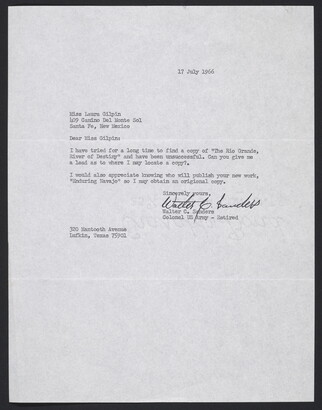 17 July 1966
Miss Laura Gilpin
409 Camino Del Monte Sol
Santa Fe, New Mexico
Dear Miss Gilpin:
I have tried for a long time to find a copy of "The Rio Grande,
River of Destiny" and have been unsuccessful. Can you give me
a lead as to where I may locate a copy?.
I would also appreciate knowing who will publish your new work,
"Enduring Navajo" so I may obtain an origional copy.
Sincerely yours,
Walter C. Sanders
Walter C. Sanders
Colonel US Army - Retired
320 Mantooth Avenue
Lufkin, Texas 75901